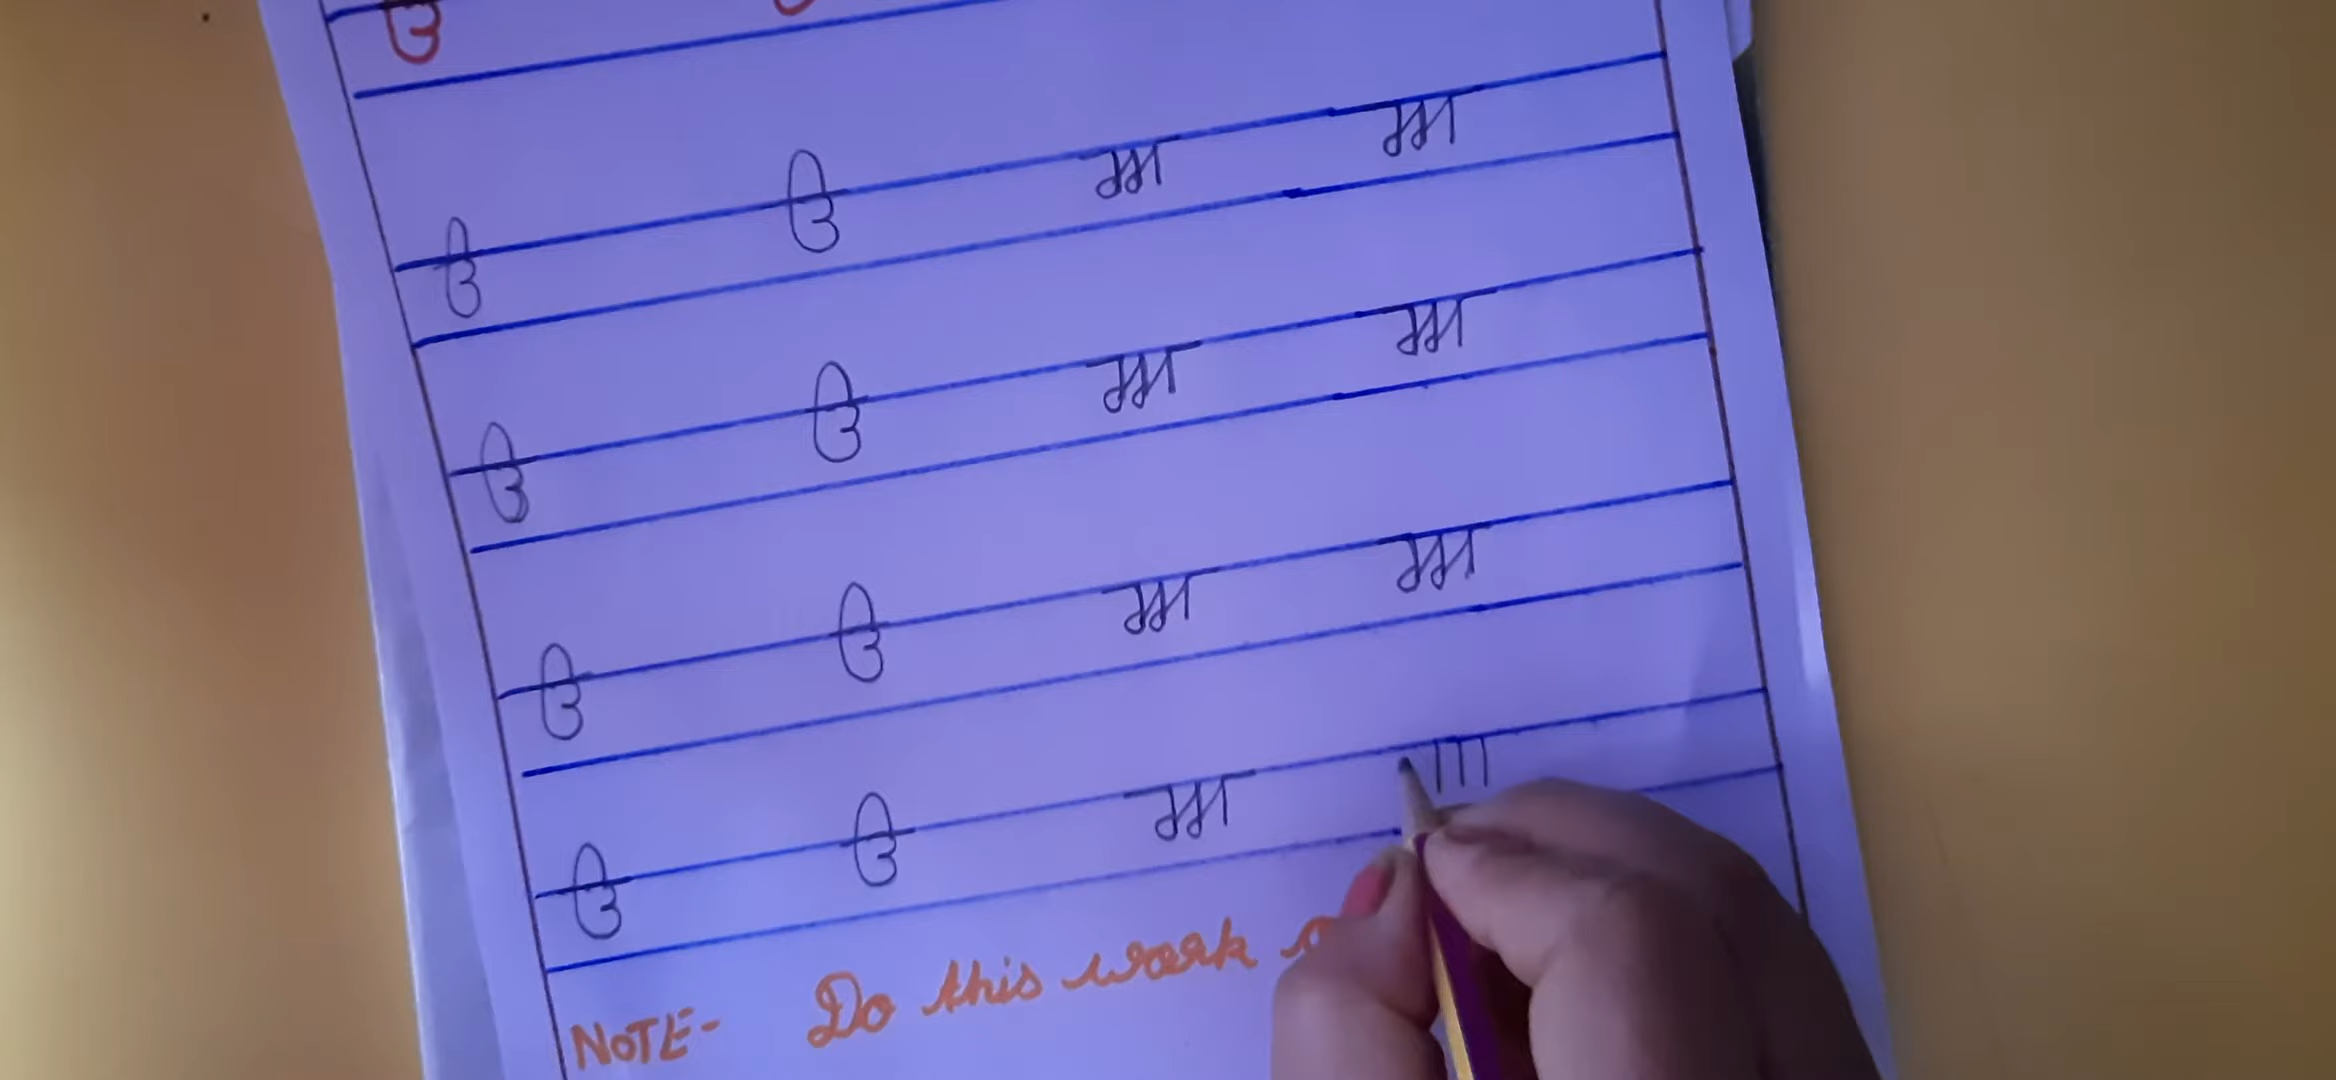 ੳ
ੳ ੳ ਅ ਅ
ੳ ੳ ਅ ਅ
ੳ ੳ ਅ ਅ
ੳ ੳ ਅ
NOTE- Do this work